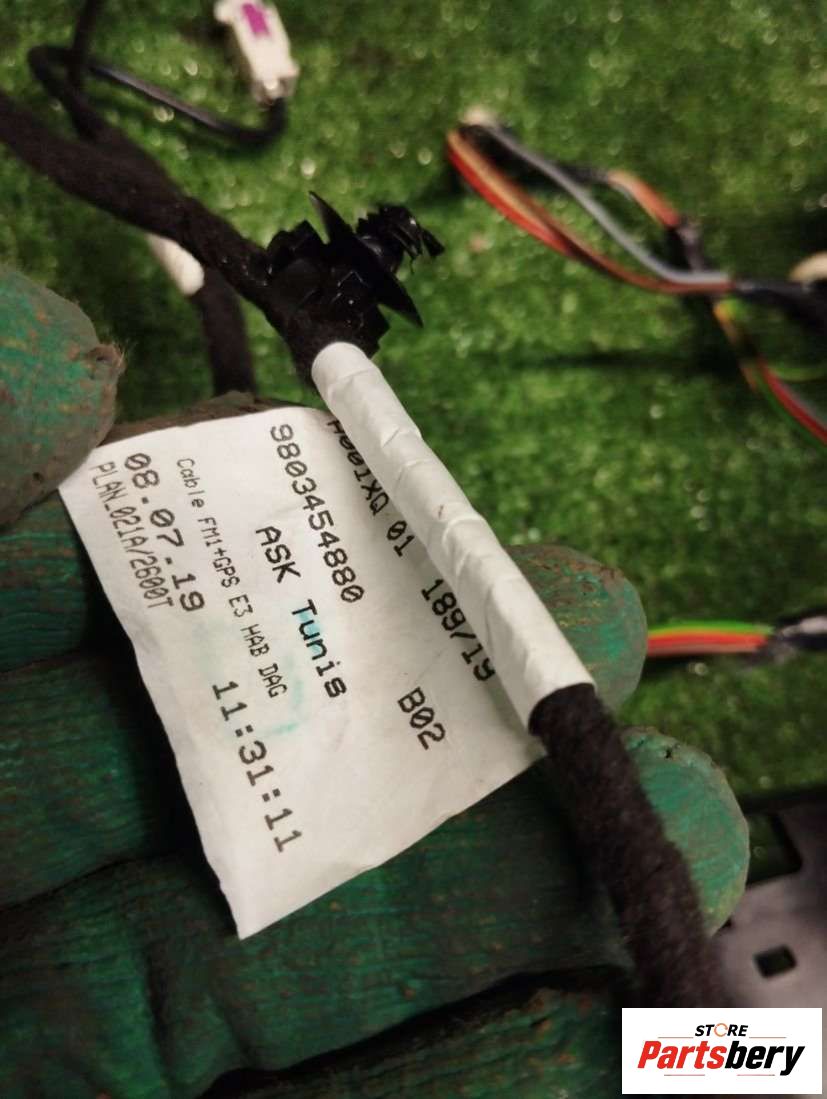 01 189/19
9803454880 B02
ASK Tunis
Cable FM1+GPS E3 HAB DAG
08.07.19 11:31:11
PLAN_021A/2600T
STORE
Partsbery